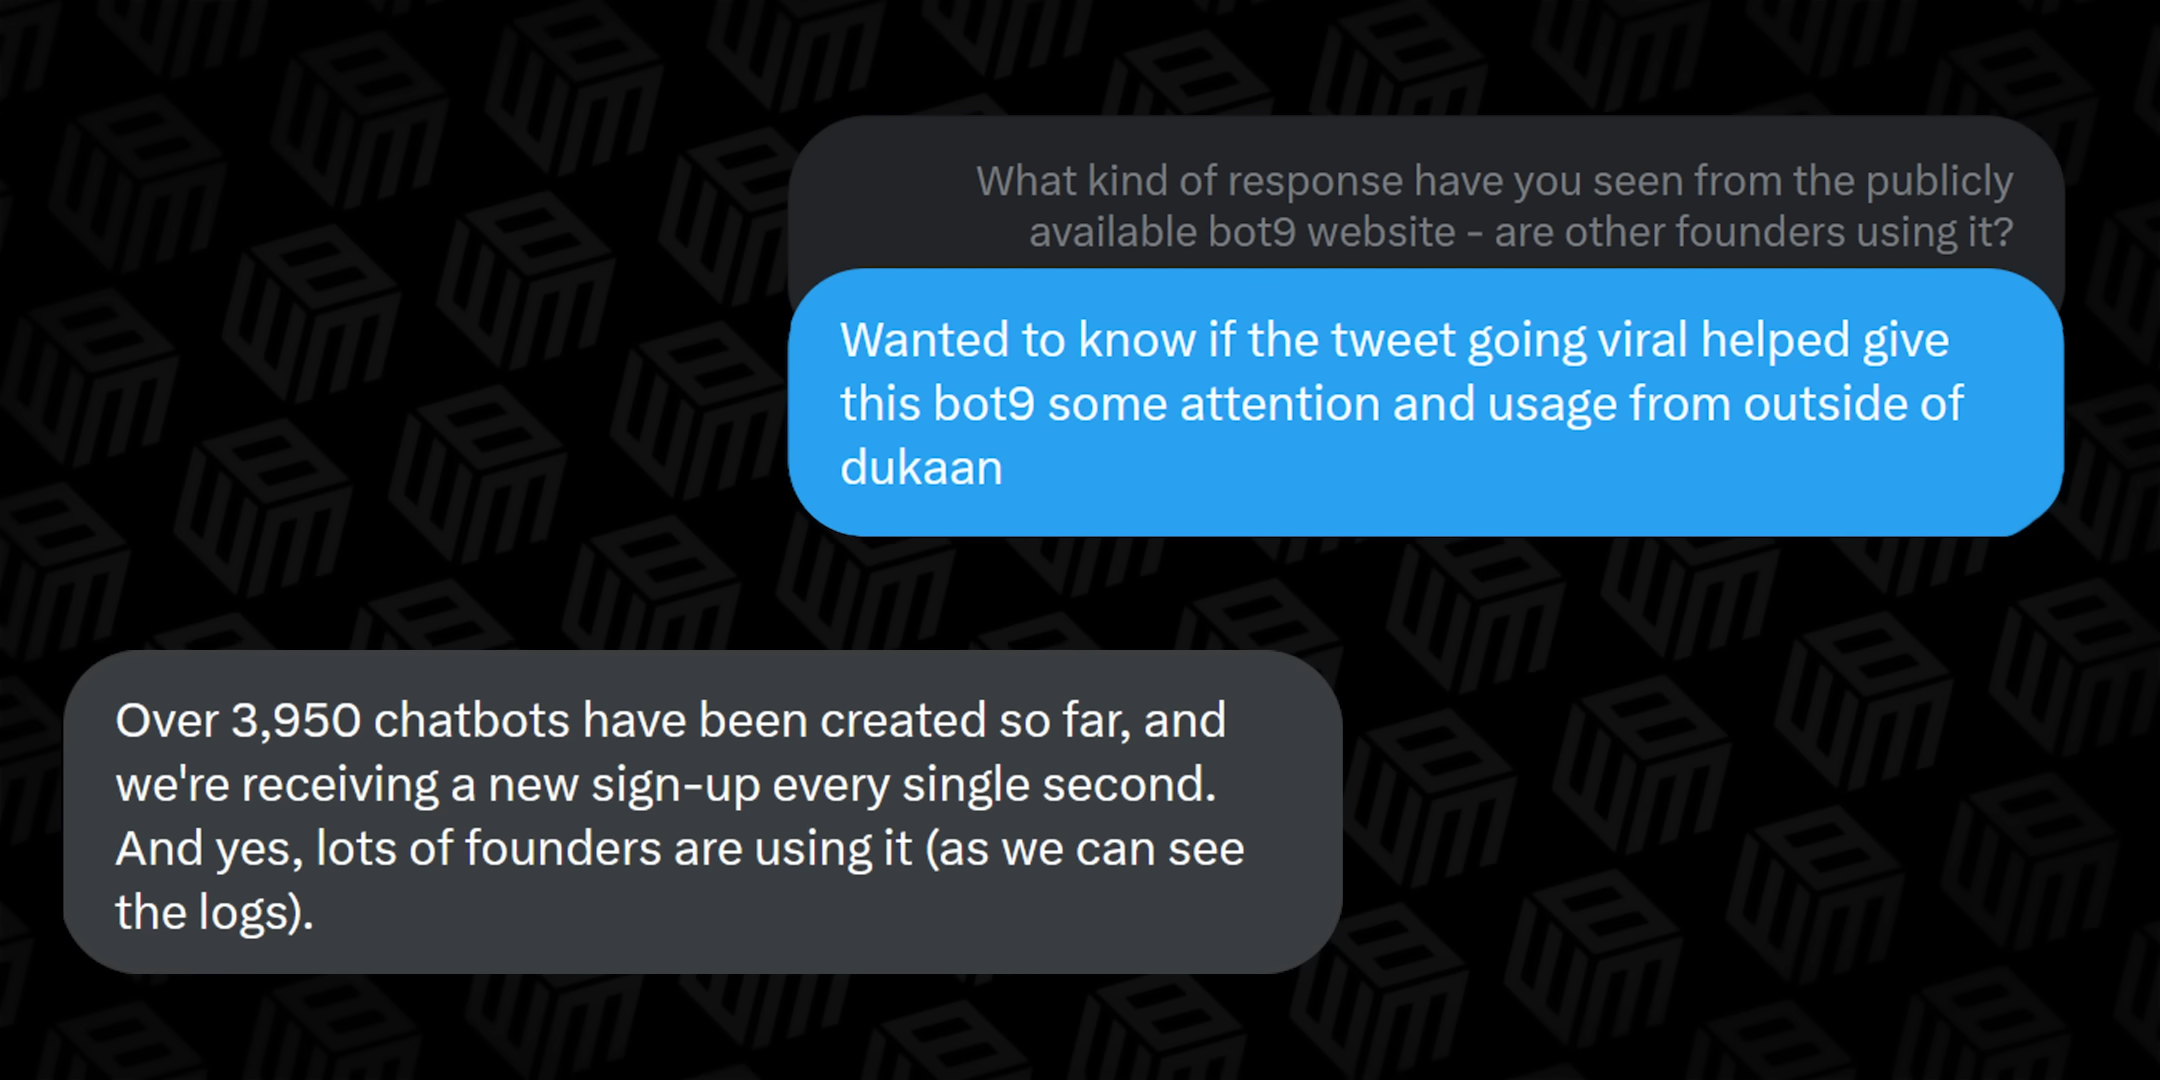 What kind of response have you seen from the publicly
available bot9 website - are other founders using it?
Wanted to know if the tweet going viral helped give
this bot9 some attention and usage from outside of
dukaan
Over 3,950 chatbots have been created so far, and
we're receiving a new sign-up every single second.
And yes, lots of founders are using it (as we can see
the logs).